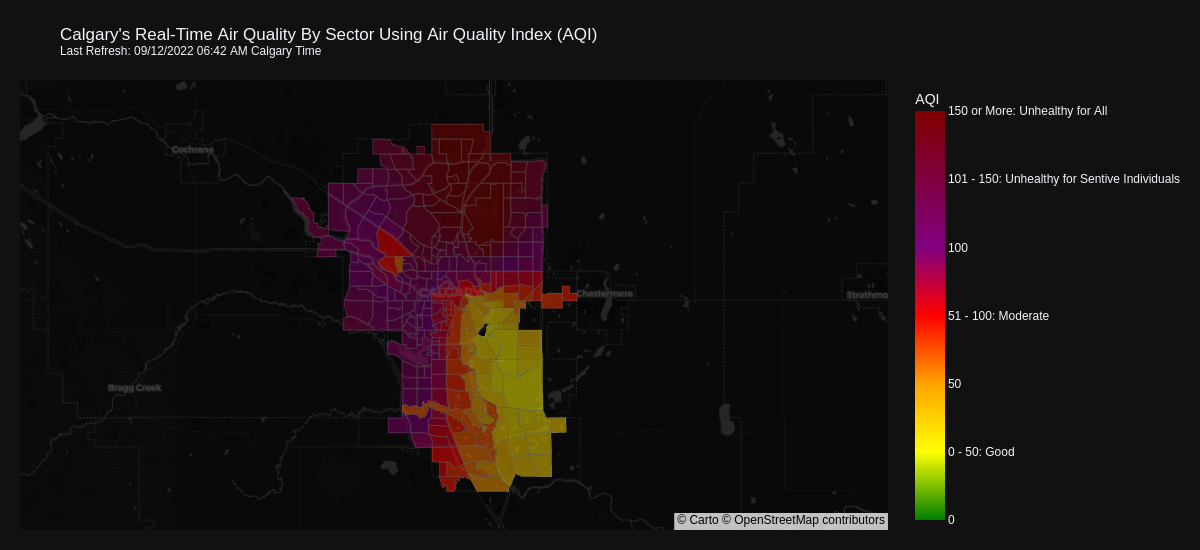 Calgary's Real-Time Air Quality By Sector Using Air Quality Index (AQI)
Last Refresh: 09/12/2022 06:42 AM Calgary Time
AQI
150 or More: Unhealthy for All
Cochrane
101 - 150: Unhealthy for Sentive Individuals
100
CALGARY
Chestermere
Strathmo
51 - 100: Moderate
50
Bragg Creek
0 - 50: Good
0
© Carto © OpenStreetMap contributors